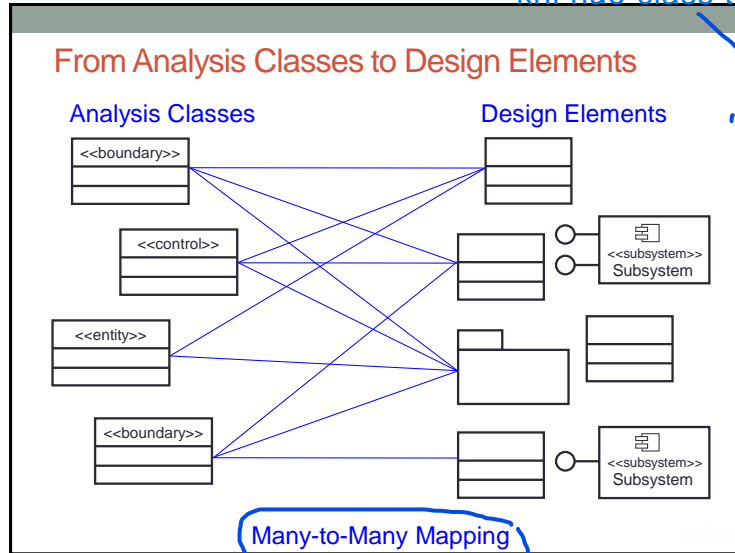 From Analysis Classes to Design Elements
Analysis Classes
Design Elements
<<boundary>>
<<control>>
<<entity>>
<<boundary>>
<<subsystem>>
Subsystem
<<subsystem>>
Subsystem
Many-to-Many Mapping